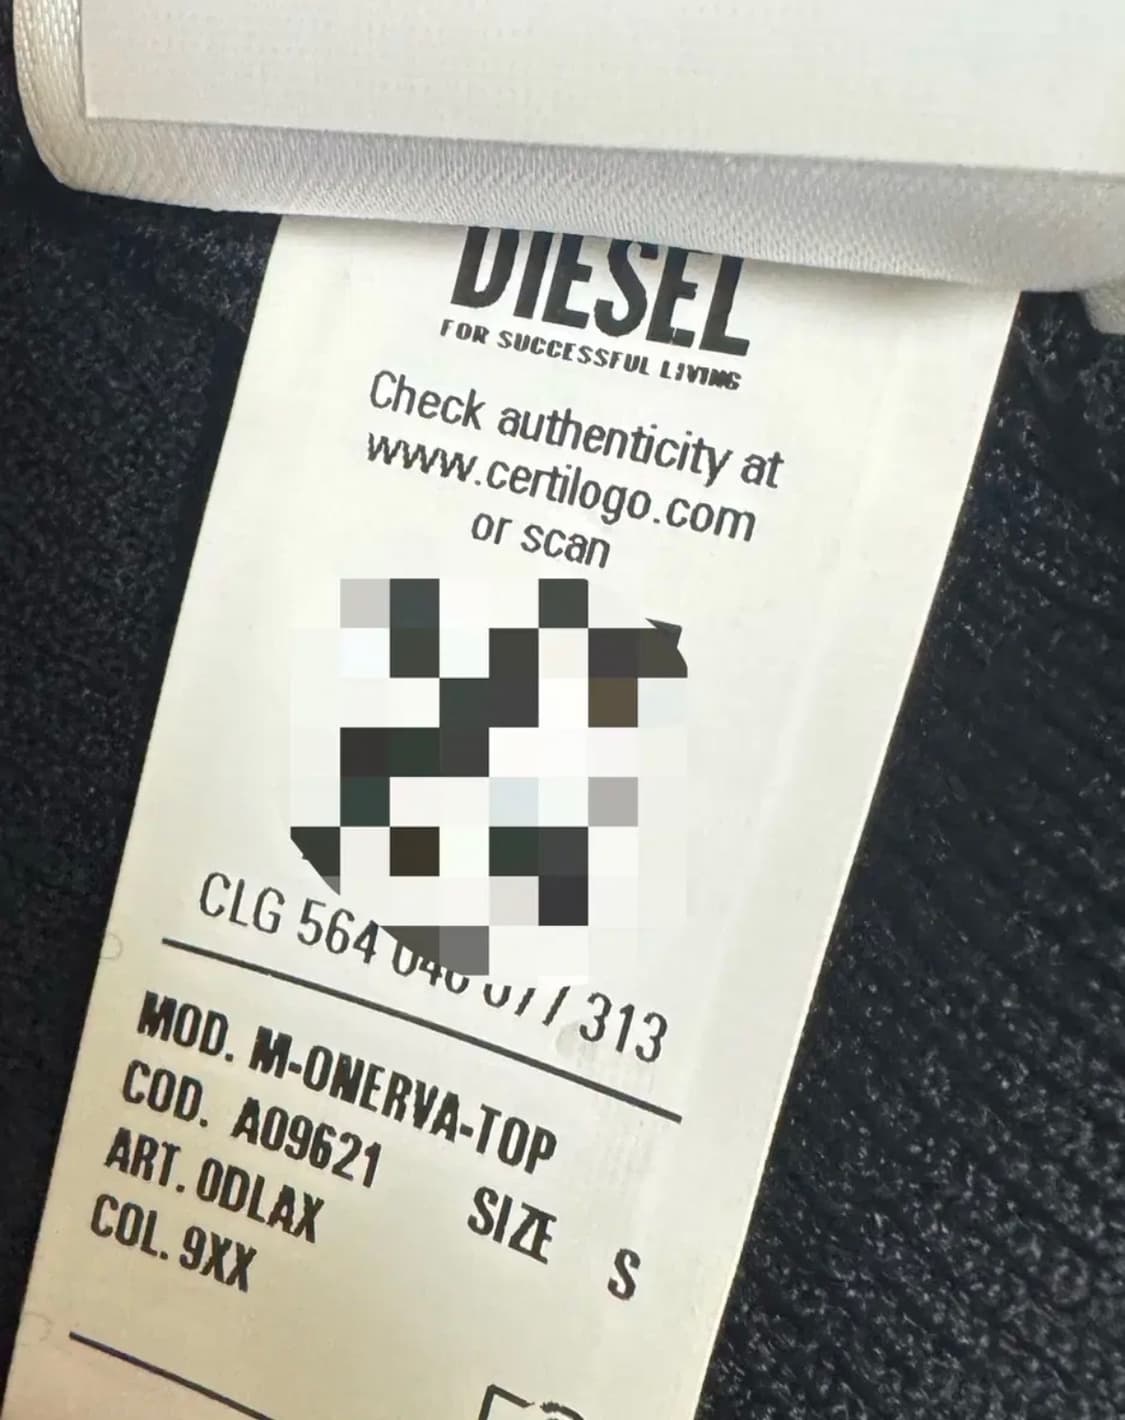 DIESEL
FOR SUCCESSFUL LIVING
Check authenticity at
www.certilogo.com
or scan
CLG 564 313
MOD. M-ONERVA-TOP
COD. A09621
ART. 0DLAX SIZE S
COL. 9XX